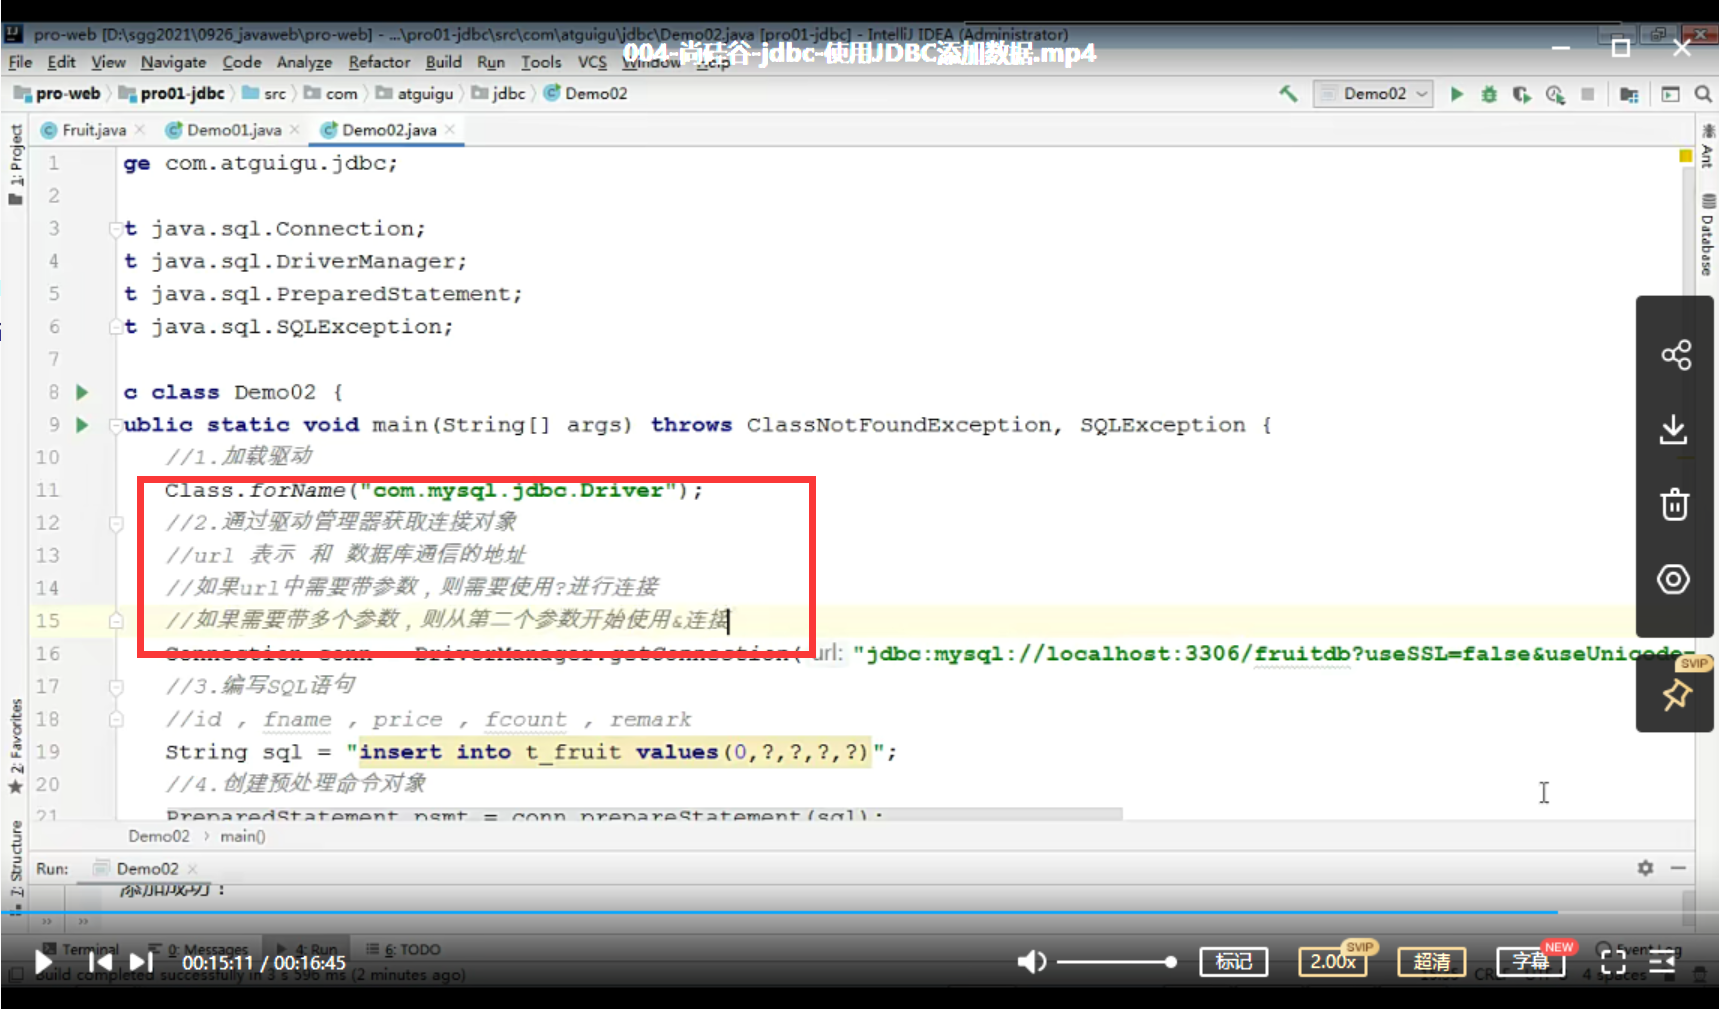 pro-web [D:\sgg2021\0926_javaweb\pro-web] - ...\pro01-jdbc\src\com\atguigu\jdbc\Demo02.java [pro01-jdbc] - IntelliJ IDEA (Administrator)
004-尚硅谷-jdbc-使用JDBC添加数据.mp4
File Edit View Navigate Code Analyze Refactor Build Run Tools VCS Window Help
pro-web pro01-jdbc src com atguigu jdbc Demo02
Demo02
Fruit.java Demo01.java Demo02.java
1: Project
Ant
Database
1 ge com.atguigu.jdbc;
2
3 t java.sql.Connection;
4 t java.sql.DriverManager;
5 t java.sql.PreparedStatement;
6 t java.sql.SQLException;
7
8 c class Demo02 {
9 ublic static void main(String[] args) throws ClassNotFoundException, SQLException {
10 //1.加载驱动
11 Class.forName("com.mysql.jdbc.Driver");
12 //2.通过驱动管理器获取连接对象
13 //url 表示 和 数据库通信的地址
14 //如果url中需要带参数,则需要使用?进行连接
15 //如果需要带多个参数,则从第二个参数开始使用&连接
16 Connection conn = DriverManager.getConnection( url: "jdbc:mysql://localhost:3306/fruitdb?useSSL=false&useUnicode=
17 //3.编写SQL语句
18 //id , fname , price , fcount , remark
19 String sql = "insert into t_fruit values(0,?,?,?,?)";
20 //4.创建预处理命令对象
21 PreparedStatement psmt = conn.prepareStatement(sql);
SVIP
2: Favorites
7: Structure
Demo02 main()
Run: Demo02
添加成功!
Terminal 0: Messages 4: Run 6: TODO Event Log
00:15:11 / 00:16:45
标记 2.00x SVIP 超清 字幕 NEW
Build completed successfully in 3 s 596 ms (2 minutes ago)
4 spaces